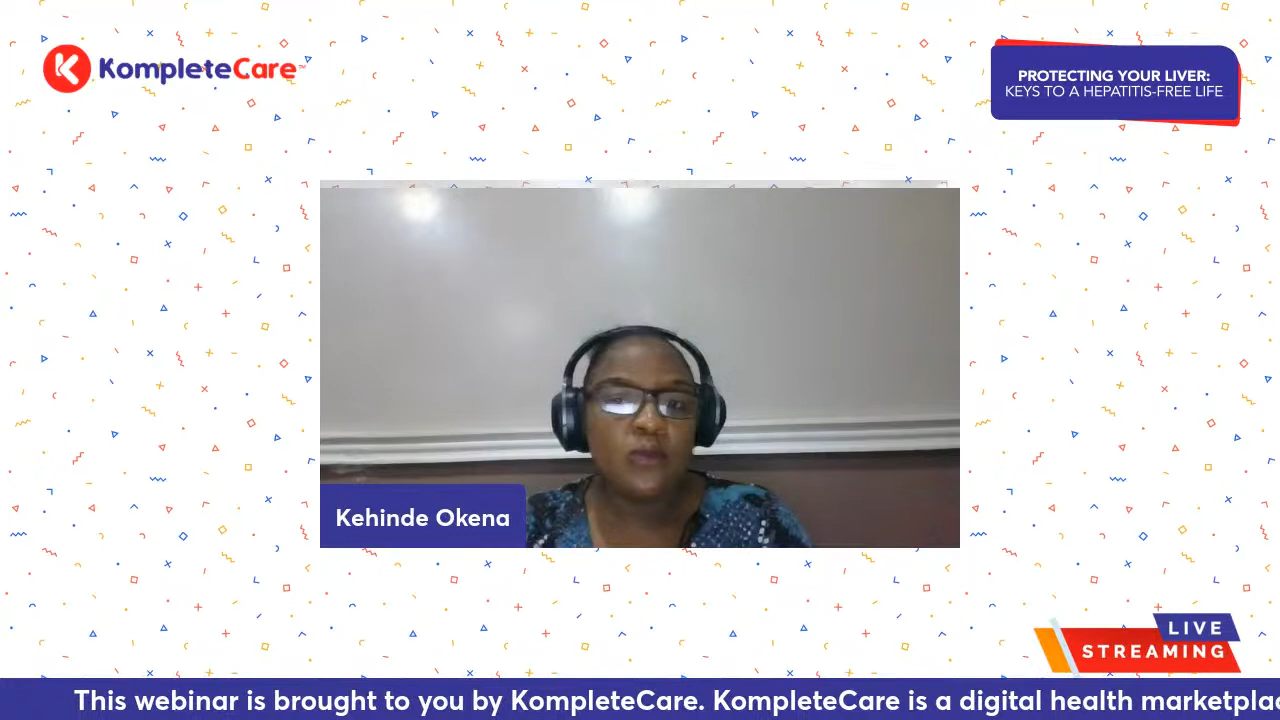 KompleteCare™
PROTECTING YOUR LIVER:
KEYS TO A HEPATITIS-FREE LIFE
Kehinde Okena
LIVE
STREAMING
This webinar is brought to you by KompleteCare. KompleteCare is a digital health marketplac